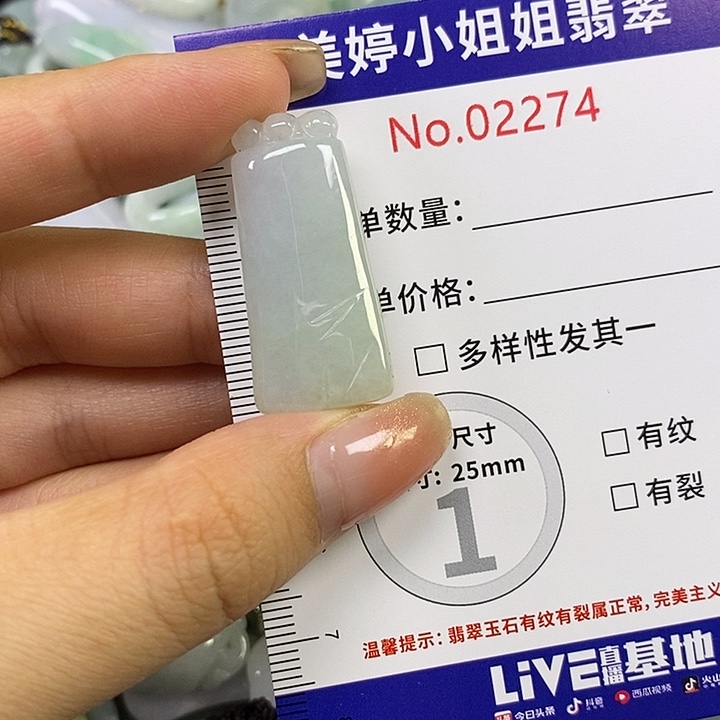 美婷小姐姐翡翠
No.02274
单数量：
单价格：
多样性发其一
尺寸
寸: 25mm
1
有纹
有裂
7
温馨提示: 翡翠玉石有纹有裂属正常, 完美主义
LiVE直播基地
今日头条 抖音 西瓜视频 火山